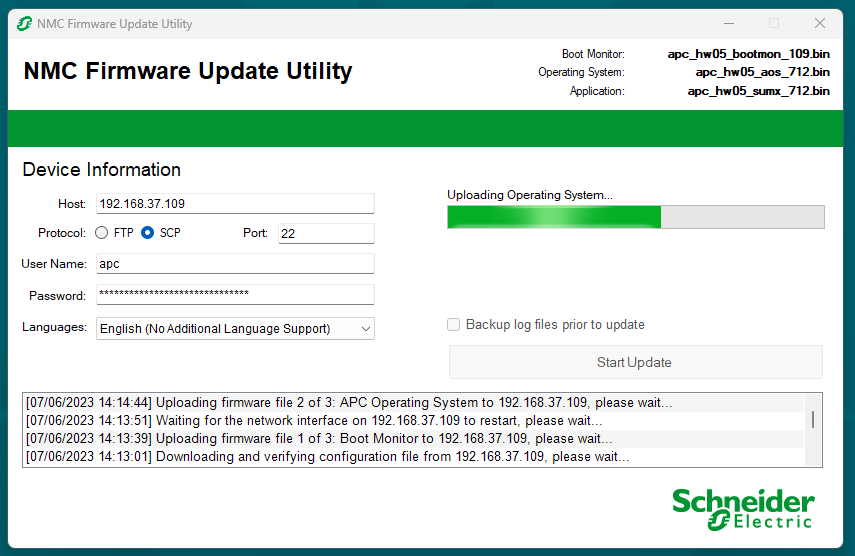 NMC Firmware Update Utility
NMC Firmware Update Utility
Boot Monitor: apc_hw05_bootmon_109.bin
Operating System: apc_hw05_aos_712.bin
Application: apc_hw05_sumx_712.bin
Device Information
Host: 192.168.37.109
Protocol: FTP SCP Port: 22
User Name: apc
Password: ******************************
Languages: English (No Additional Language Support)
Uploading Operating System...
Backup log files prior to update
Start Update
[07/06/2023 14:14:44] Uploading firmware file 2 of 3: APC Operating System to 192.168.37.109, please wait...
[07/06/2023 14:13:51] Waiting for the network interface on 192.168.37.109 to restart, please wait...
[07/06/2023 14:13:39] Uploading firmware file 1 of 3: Boot Monitor to 192.168.37.109, please wait...
[07/06/2023 14:13:01] Downloading and verifying configuration file from 192.168.37.109, please wait...
Schneider
Electric